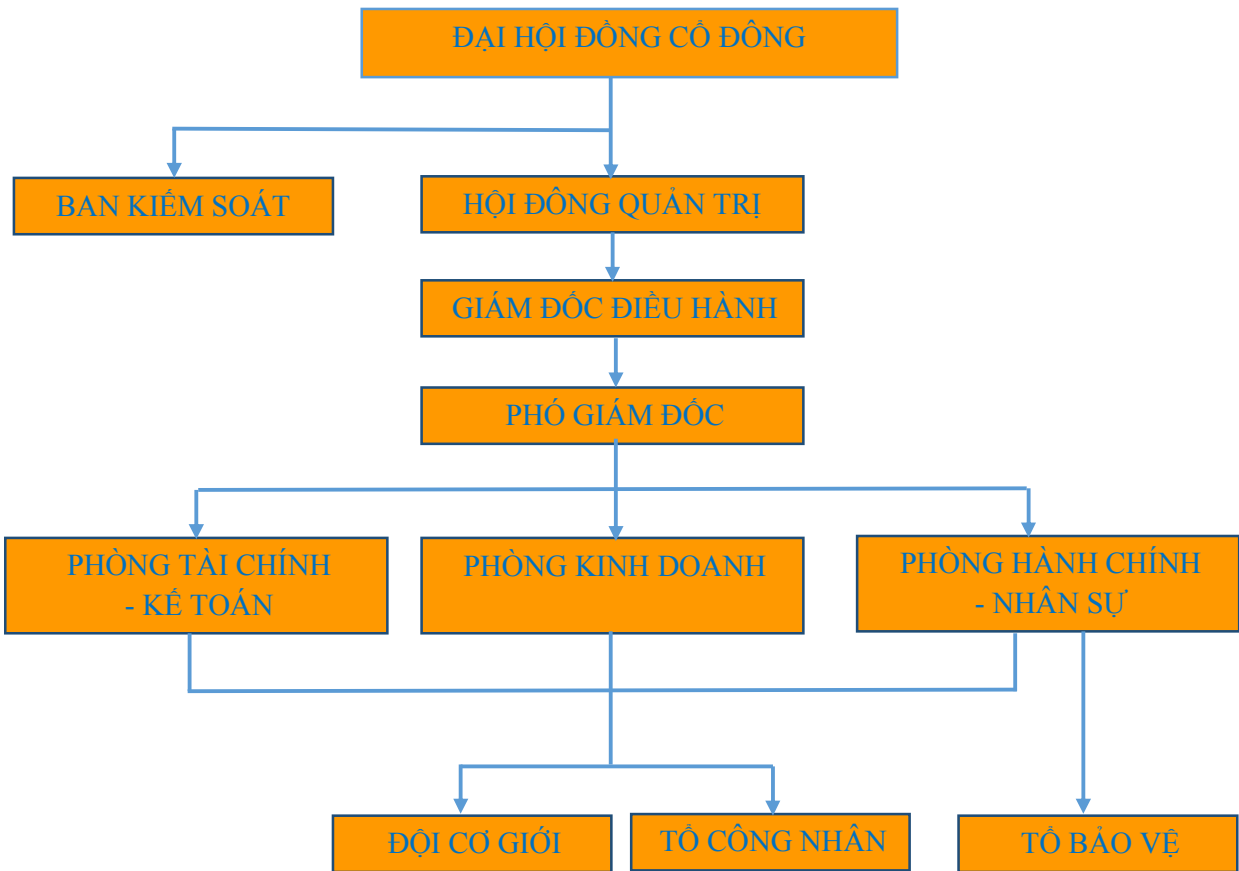 ĐẠI HỘI ĐỒNG CỔ ĐÔNG
BAN KIỂM SOÁT
HỘI ĐÔNG QUẢN TRỊ
GIÁM ĐỐC ĐIỀU HÀNH
PHÓ GIÁM ĐỐC
PHÒNG TÀI CHÍNH
- KẾ TOÁN
PHÒNG KINH DOANH
PHÒNG HÀNH CHÍNH
- NHÂN SỰ
ĐỘI CƠ GIỚI
TỔ CÔNG NHÂN
TỔ BẢO VỆ